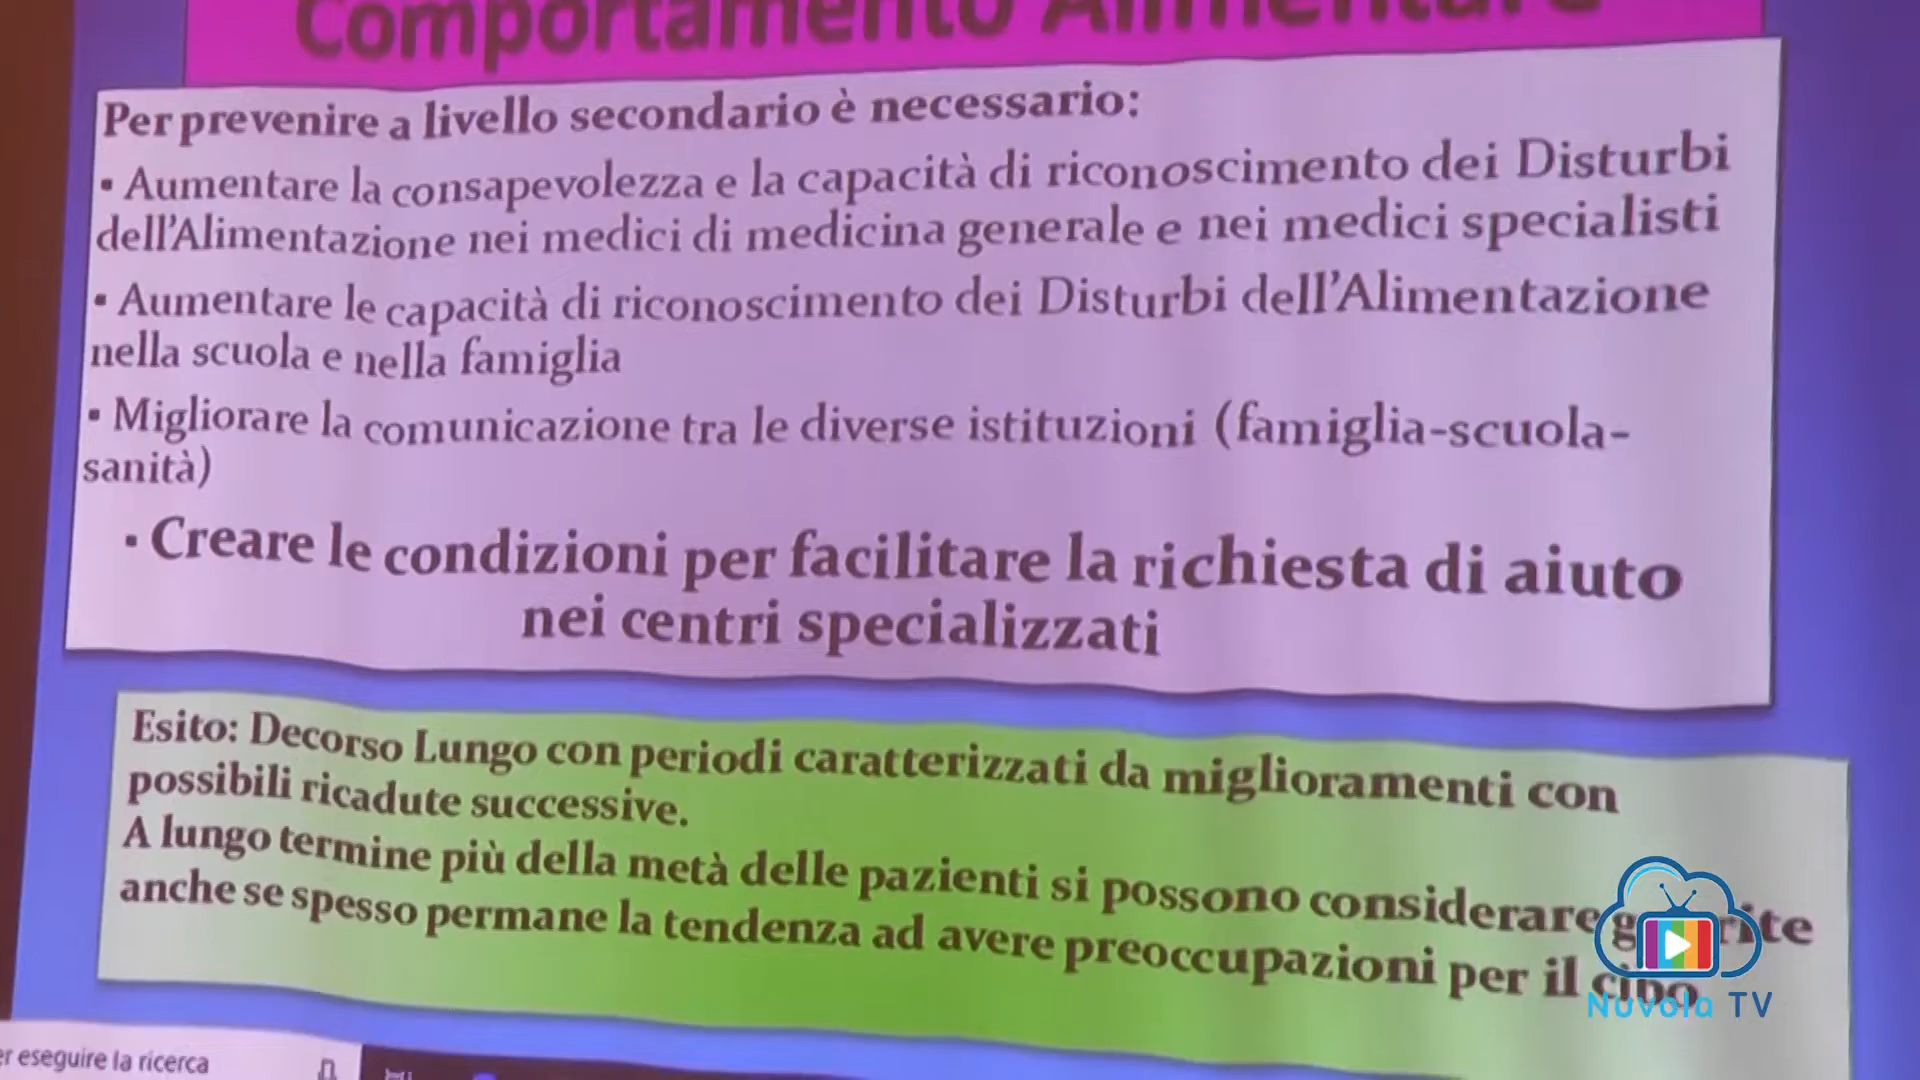 Comportamento Alimentare
Per prevenire a livello secondario è necessario:
▪ Aumentare la consapevolezza e la capacità di riconoscimento dei Disturbi
dell'Alimentazione nei medici di medicina generale e nei medici specialisti
▪ Aumentare le capacità di riconoscimento dei Disturbi dell'Alimentazione
nella scuola e nella famiglia
▪ Migliorare la comunicazione tra le diverse istituzioni (famiglia-scuola-
sanità)
▪ Creare le condizioni per facilitare la richiesta di aiuto
nei centri specializzati
Esito: Decorso Lungo con periodi caratterizzati da miglioramenti con
possibili ricadute successive.
A lungo termine più della metà delle pazienti si possono considerare
anche se spesso permane la tendenza ad avere preoccupazioni per il cibo
Nuvola TV
eseguire la ricerca